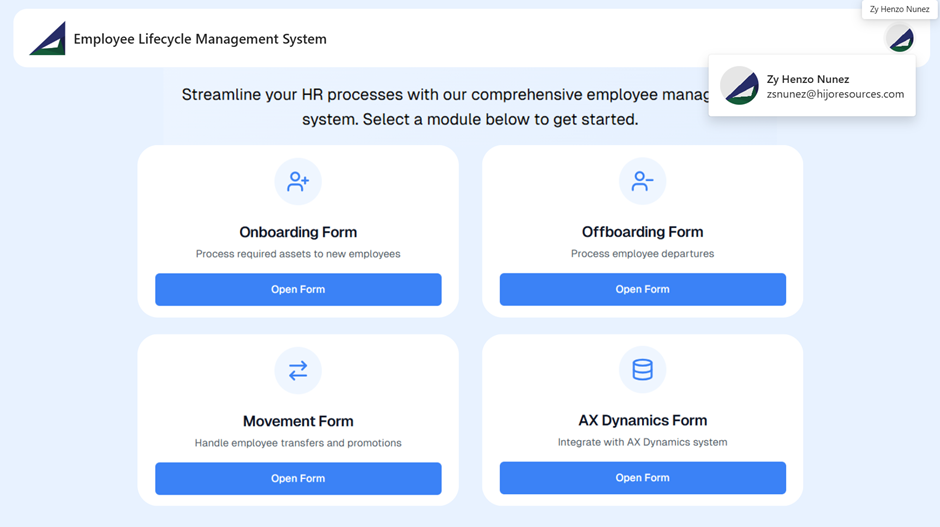 Zy Henzo Nunez
Employee Lifecycle Management System
Zy Henzo Nunez
zsnunez@hijoresources.com
Streamline your HR processes with our comprehensive employee manag
system. Select a module below to get started.
Onboarding Form
Process required assets to new employees
Open Form
Offboarding Form
Process employee departures
Open Form
Movement Form
Handle employee transfers and promotions
Open Form
AX Dynamics Form
Integrate with AX Dynamics system
Open Form